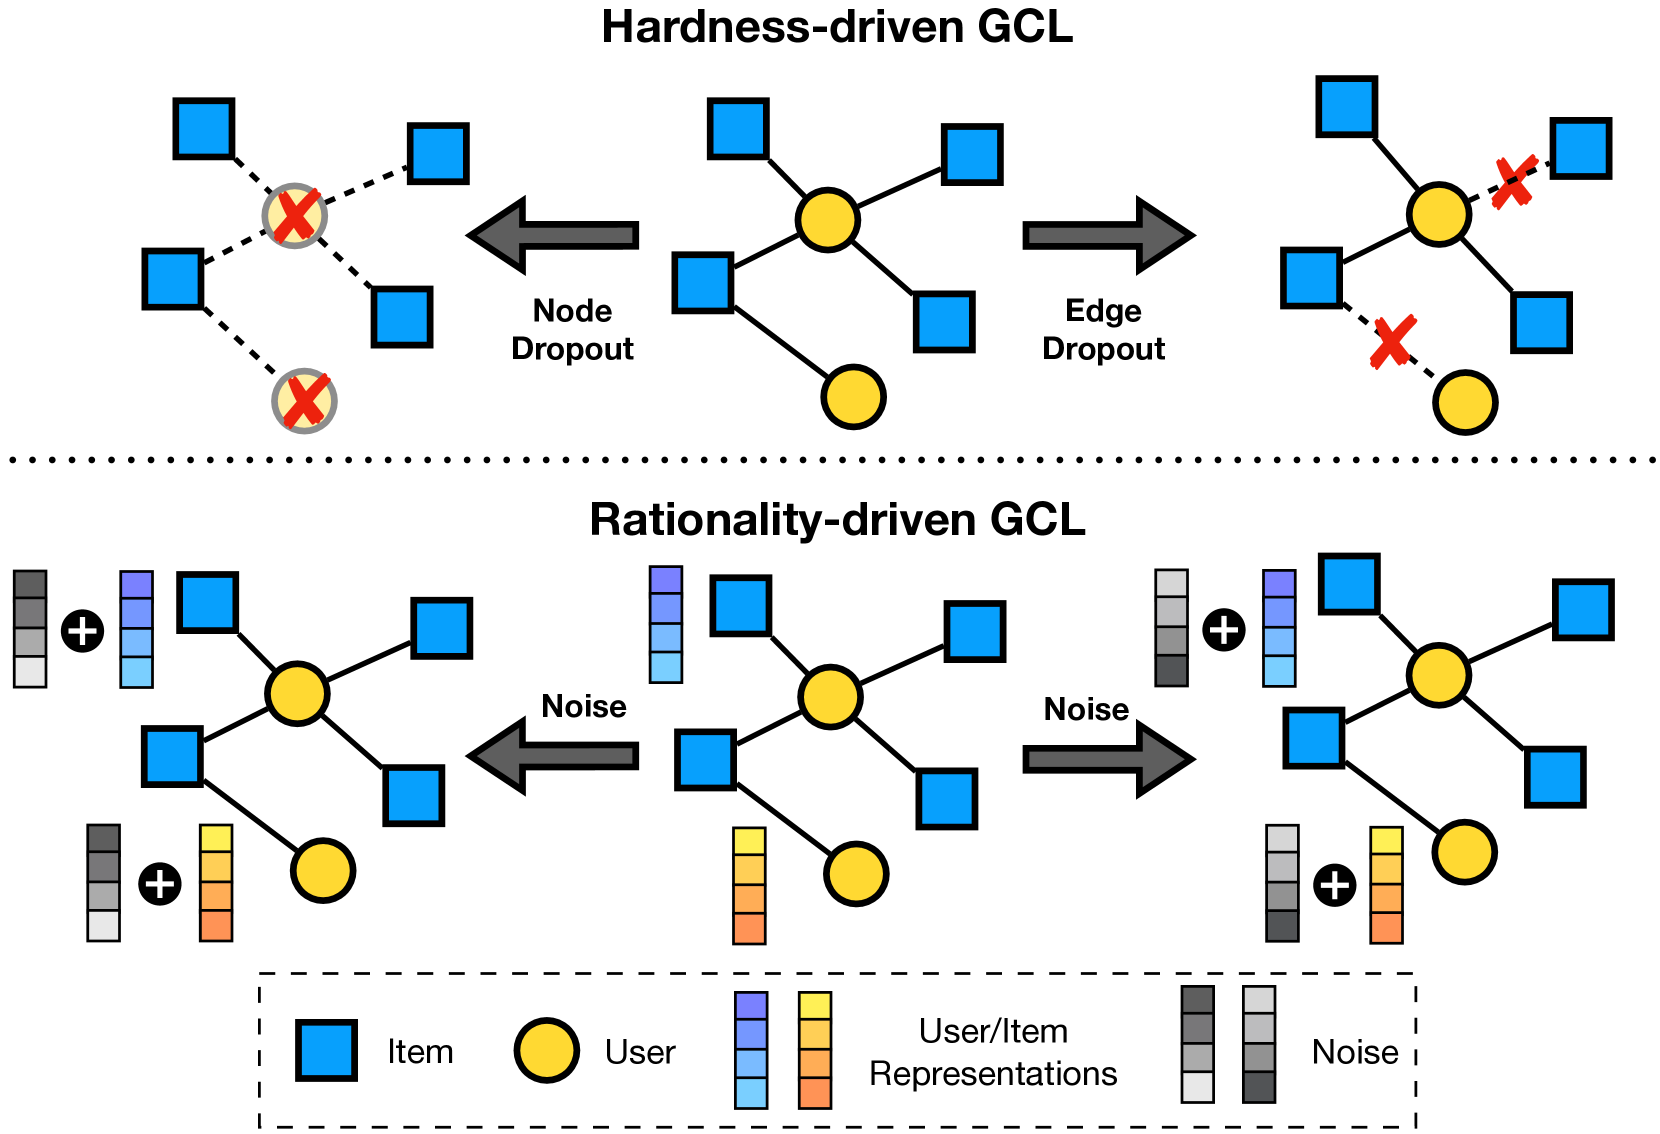 Hardness-driven GCL
Node
Dropout
Edge
Dropout
Rationality-driven GCL
Noise
Noise
Item
User
User/Item
Representations
Noise